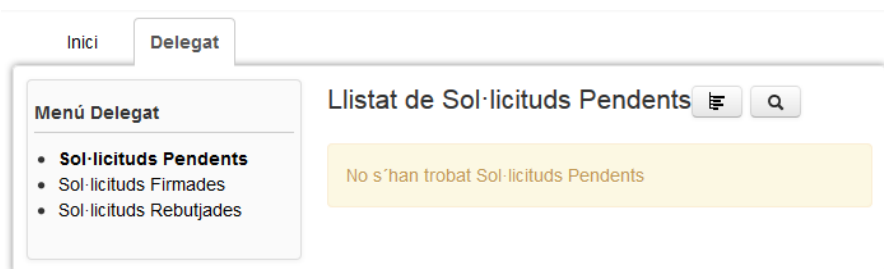 Inici
Delegat
Menú Delegat
Sol·licituds Pendents
Sol·licituds Firmades
Sol·licituds Rebutjades
Llistat de Sol·licituds Pendents
No s´han trobat Sol·licituds Pendents